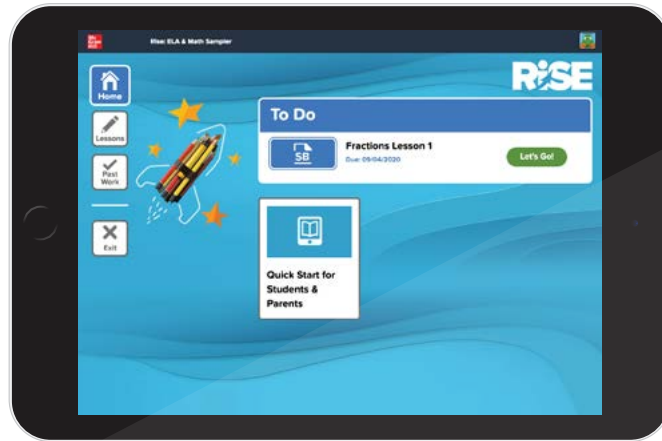 Mc
Graw
Hill
Rise: ELA & Math Sampler
RISE
Home
Lessons
Past
Work
Exit
To Do
SB
Fractions Lesson 1
Due: 09/04/2020
Let's Go!
Quick Start for
Students &
Parents